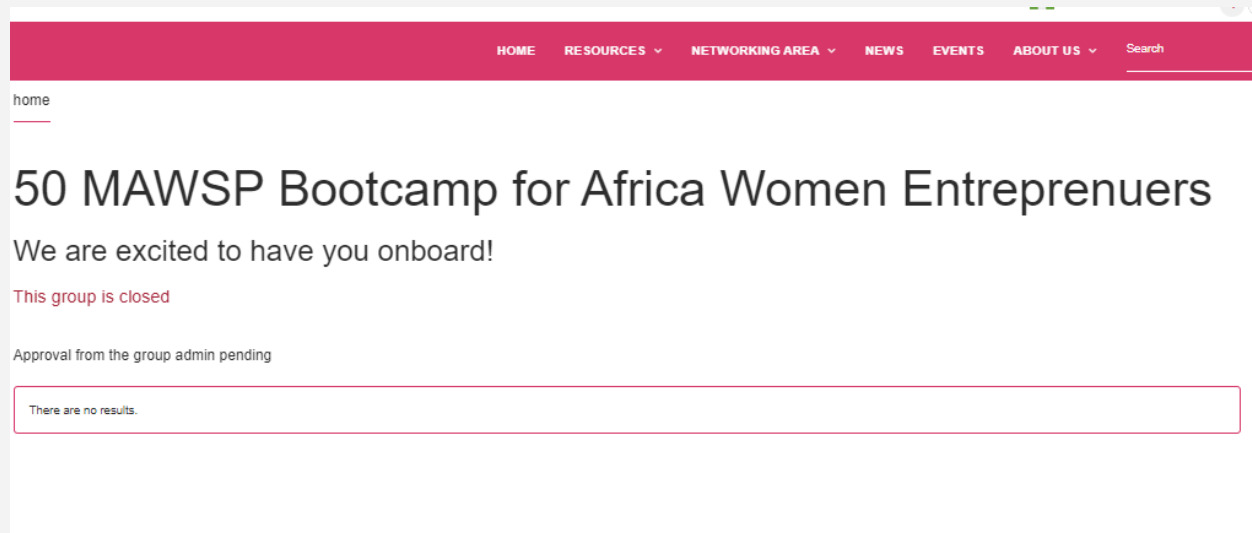 HOME RESOURCES NETWORKING AREA NEWS EVENTS ABOUT US Search
home
50 MAWSP Bootcamp for Africa Women Entreprenuers
We are excited to have you onboard!
This group is closed
Approval from the group admin pending
There are no results.